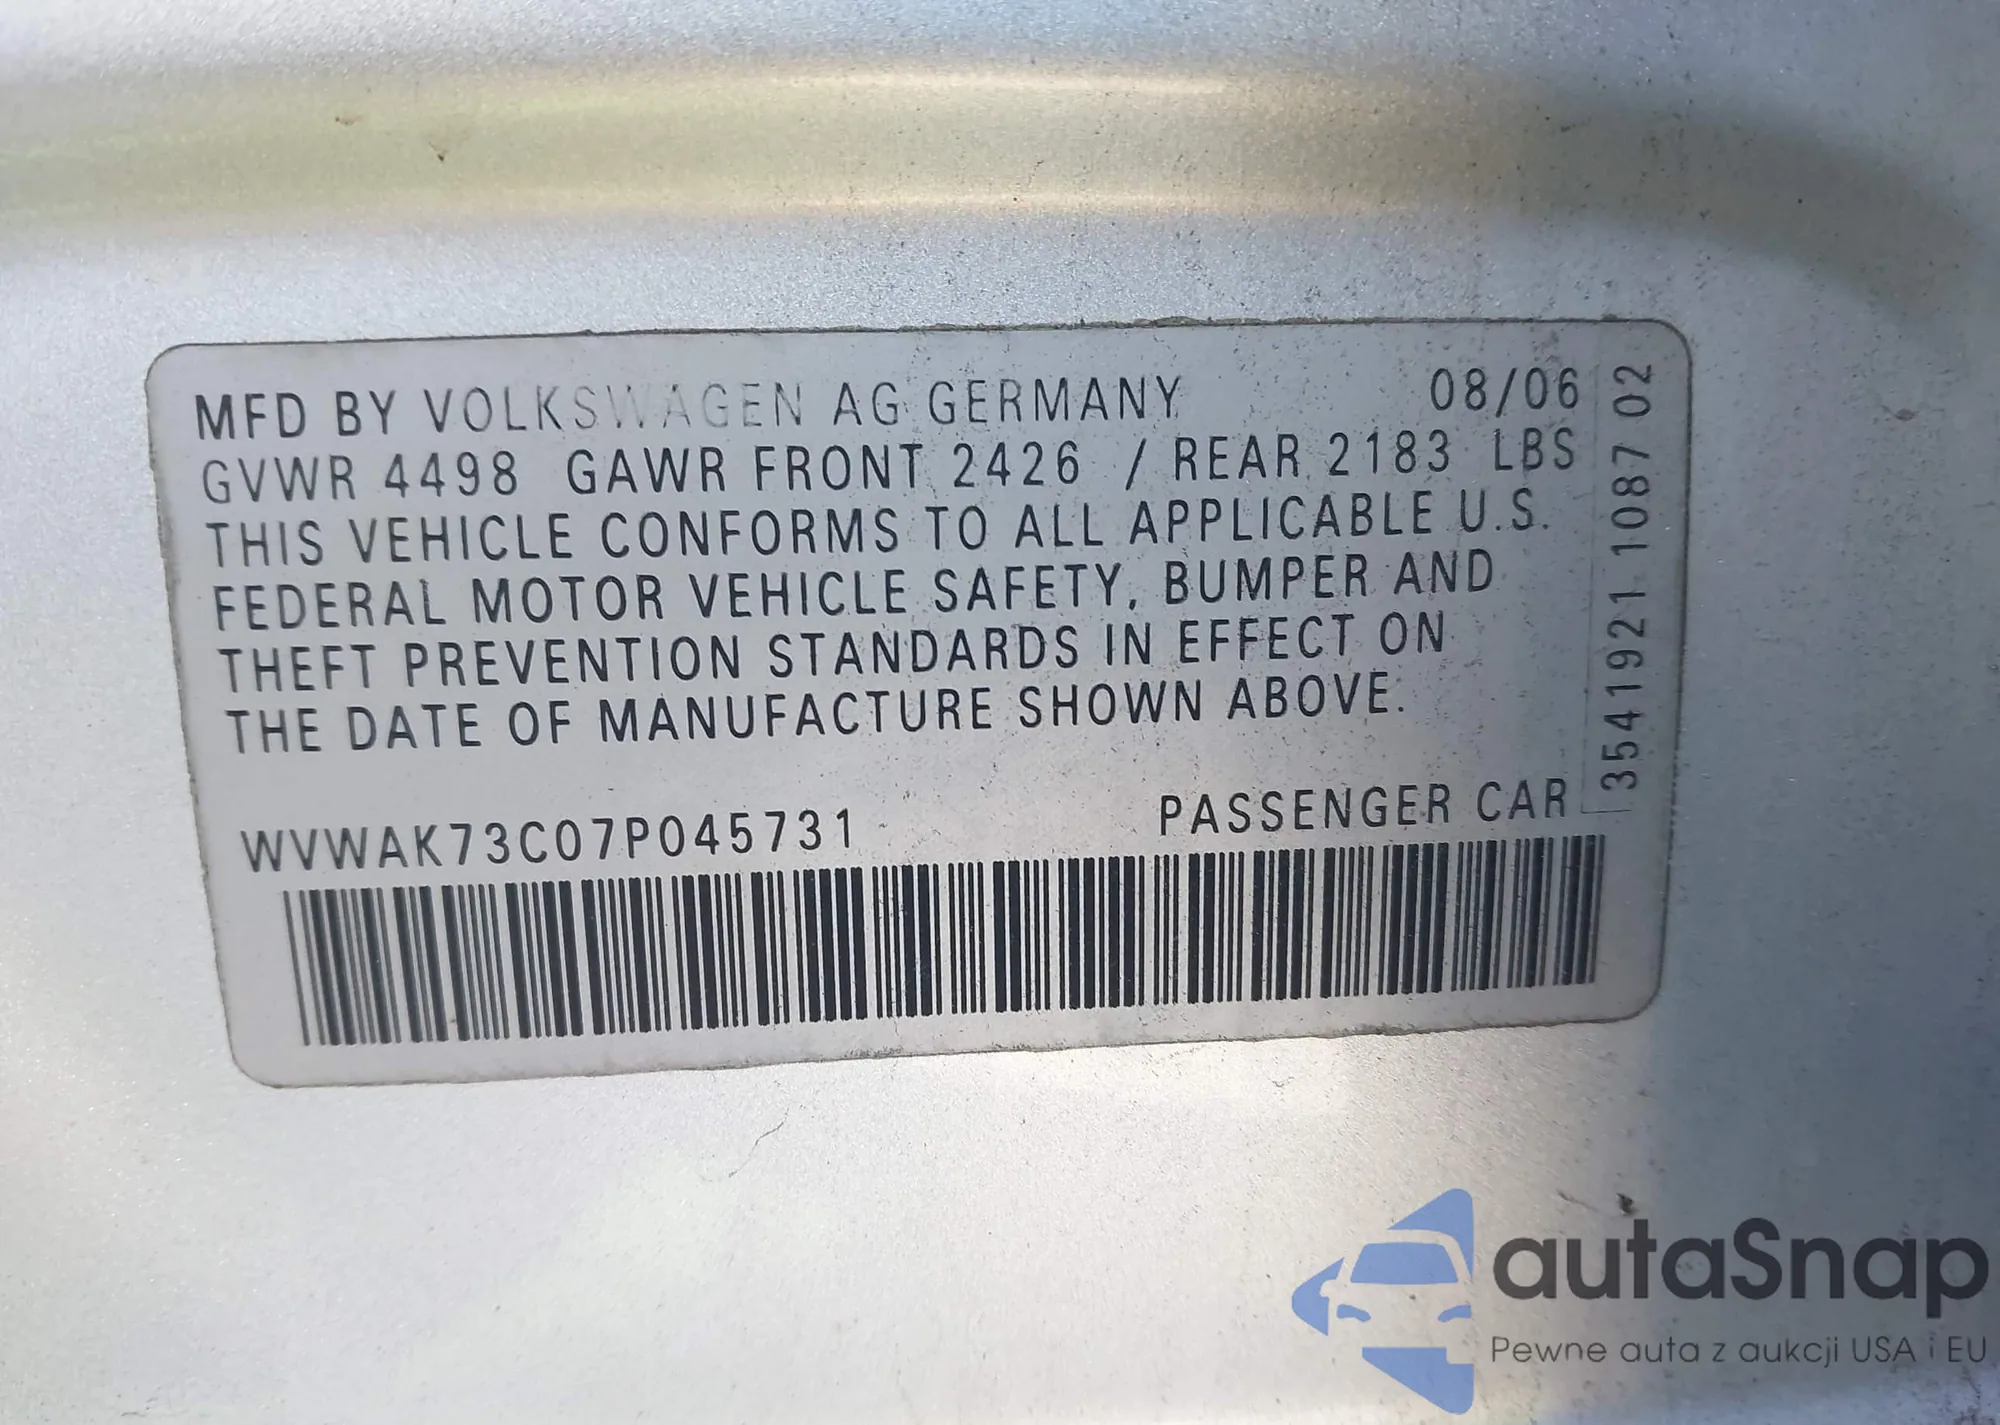 MFD BY VOLKSWAGEN AG GERMANY 08/06
GVWR 4498 GAWR FRONT 2426 / REAR 2183 LBS
THIS VEHICLE CONFORMS TO ALL APPLICABLE U.S.
FEDERAL MOTOR VEHICLE SAFETY, BUMPER AND
THEFT PREVENTION STANDARDS IN EFFECT ON
THE DATE OF MANUFACTURE SHOWN ABOVE.
WVWAK73C07P045731 PASSENGER CAR
3541921 1087 02
autaSnap
Pewne auta z aukcji USA i EU